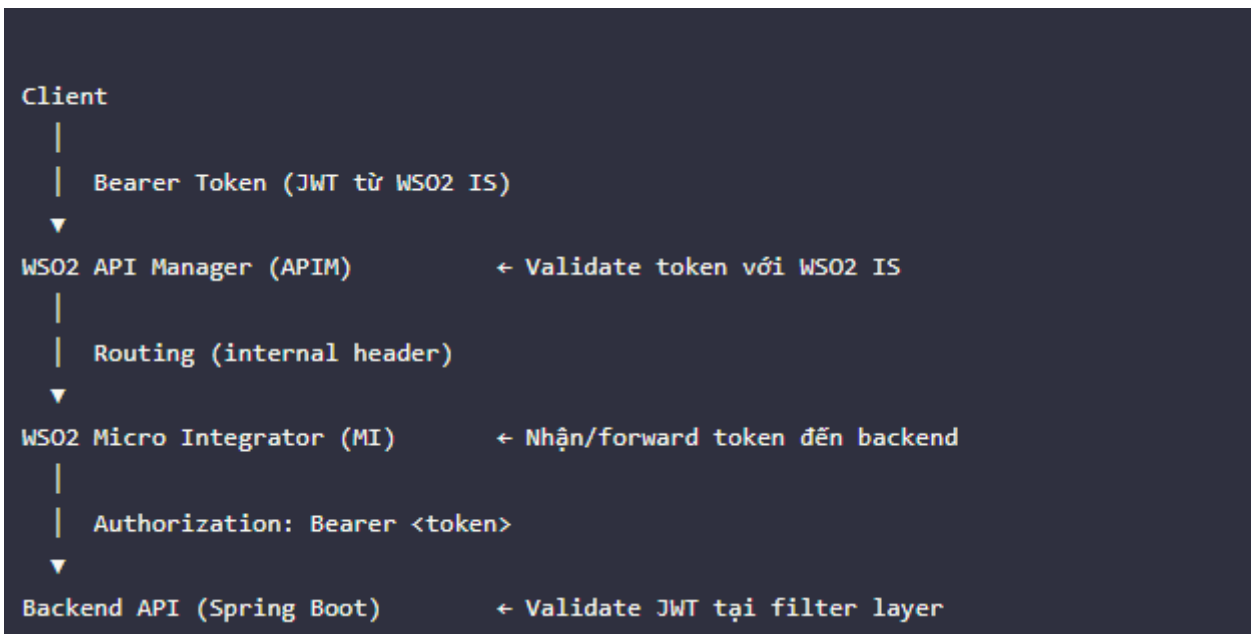 Client
│
│ Bearer Token (JWT từ WSO2 IS)
▼
WSO2 API Manager (APIM) ← Validate token với WSO2 IS
│
│ Routing (internal header)
▼
WSO2 Micro Integrator (MI) ← Nhận/forward token đến backend
│
│ Authorization: Bearer <token>
▼
Backend API (Spring Boot) ← Validate JWT tại filter layer